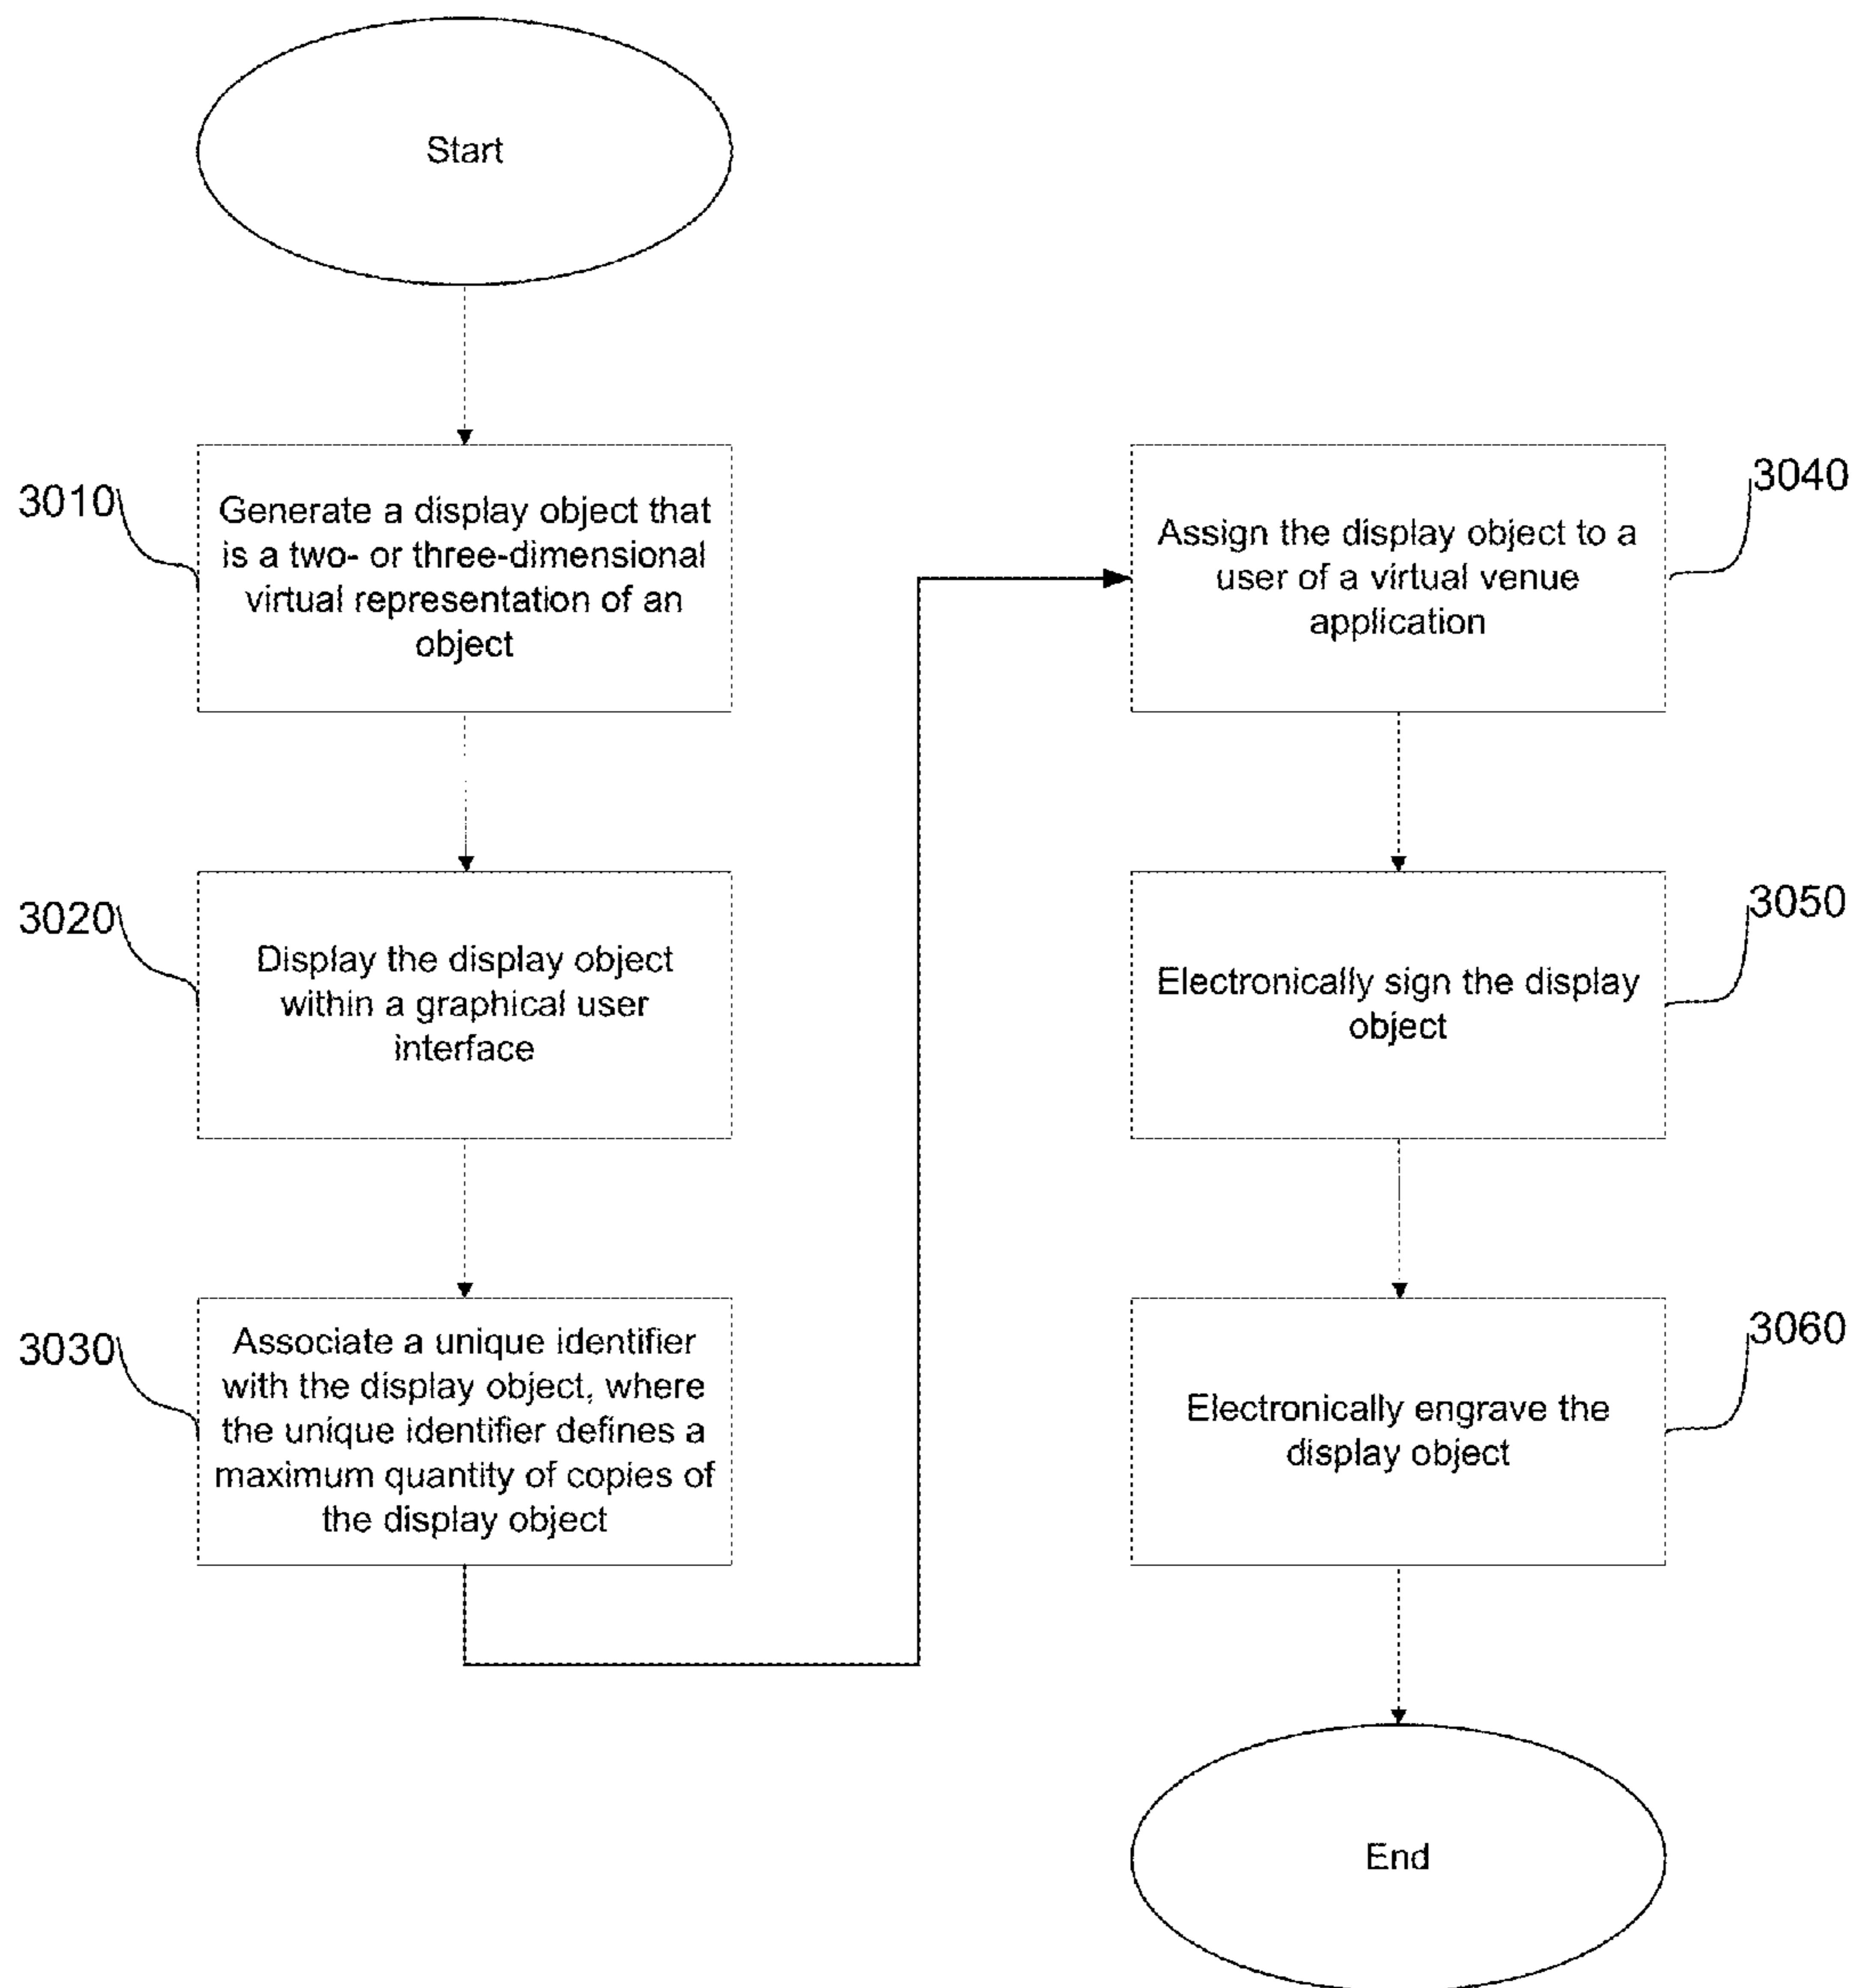 Start
3010
Generate a display object that
is a two- or three-dimensional
virtual representation of an
object
3020
Display the display object
within a graphical user
interface
3030
Associate a unique identifier
with the display object, where
the unique identifier defines a
maximum quantity of copies of
the display object
3040
Assign the display object to a
user of a virtual venue
application
3050
Electronically sign the display
object
3060
Electronically engrave the
display object
End